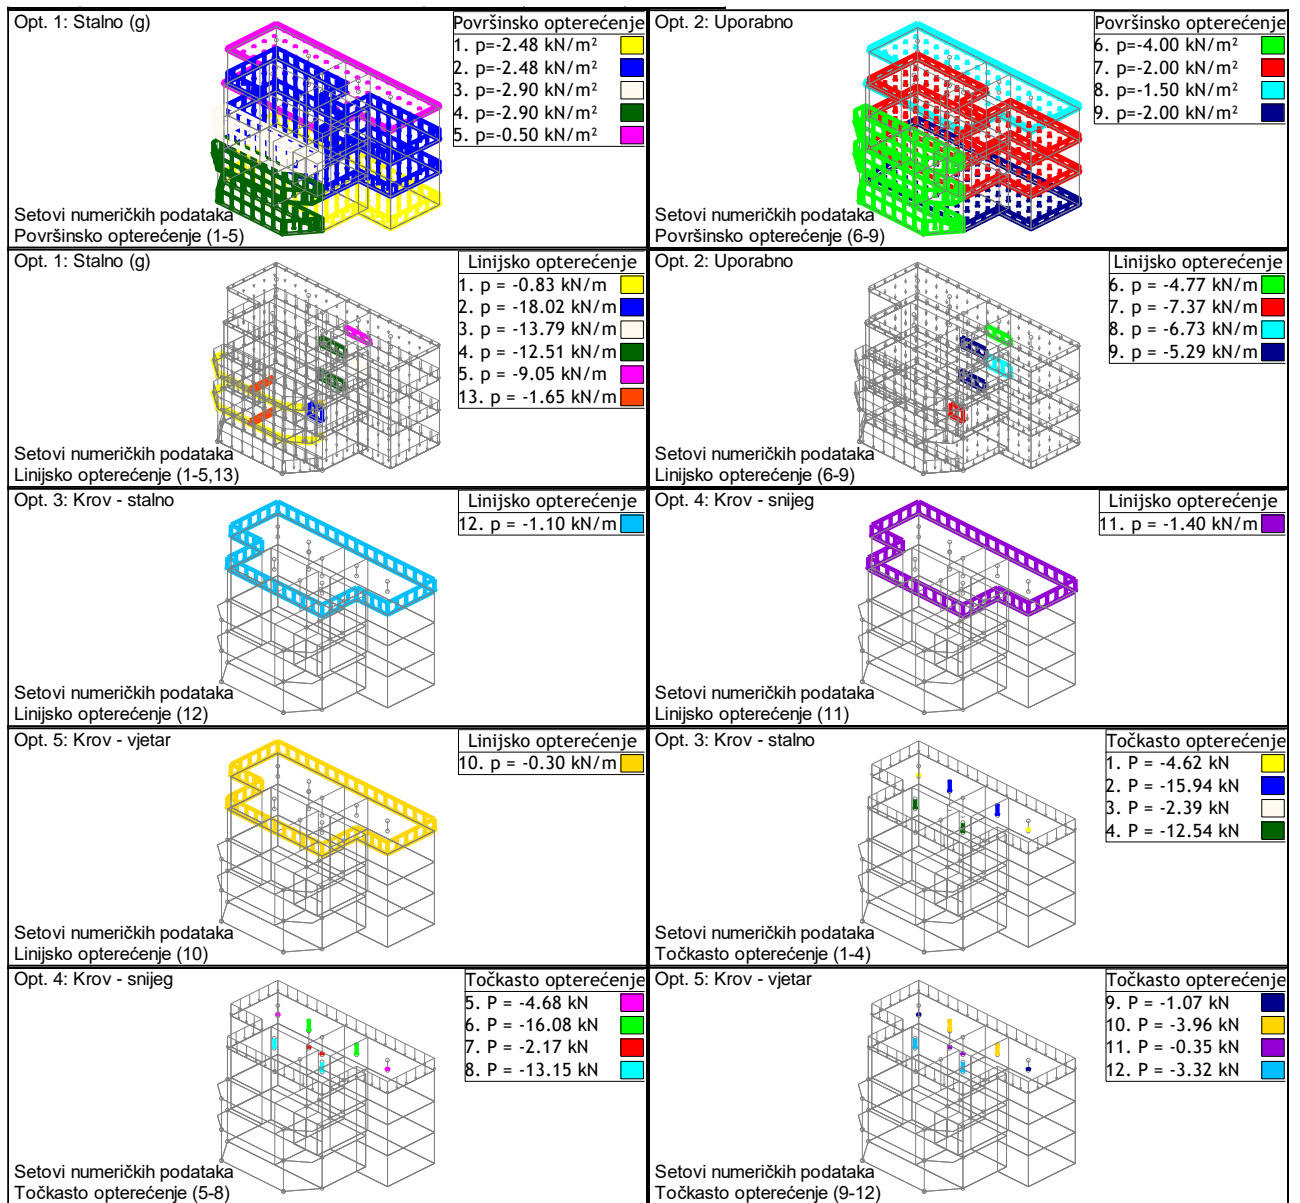 Opt. 1: Stalno (g)
Površinsko opterećenje
1. p=-2.48 kN/m²
2. p=-2.48 kN/m²
3. p=-2.90 kN/m²
4. p=-2.90 kN/m²
5. p=-0.50 kN/m²
Setovi numeričkih podataka
Površinsko opterećenje (1-5)
Opt. 2: Uporabno
Površinsko opterećenje
6. p=-4.00 kN/m²
7. p=-2.00 kN/m²
8. p=-1.50 kN/m²
9. p=-2.00 kN/m²
Setovi numeričkih podataka
Površinsko opterećenje (6-9)
Opt. 1: Stalno (g)
Linijsko opterećenje
1. p = -0.83 kN/m
2. p = -18.02 kN/m
3. p = -13.79 kN/m
4. p = -12.51 kN/m
5. p = -9.05 kN/m
13. p = -1.65 kN/m
Setovi numeričkih podataka
Linijsko opterećenje (1-5,13)
Opt. 2: Uporabno
Linijsko opterećenje
6. p = -4.77 kN/m
7. p = -7.37 kN/m
8. p = -6.73 kN/m
9. p = -5.29 kN/m
Setovi numeričkih podataka
Linijsko opterećenje (6-9)
Opt. 3: Krov - stalno
Linijsko opterećenje
12. p = -1.10 kN/m
Setovi numeričkih podataka
Linijsko opterećenje (12)
Opt. 4: Krov - snijeg
Linijsko opterećenje
11. p = -1.40 kN/m
Setovi numeričkih podataka
Linijsko opterećenje (11)
Opt. 5: Krov - vjetar
Linijsko opterećenje
10. p = -0.30 kN/m
Setovi numeričkih podataka
Linijsko opterećenje (10)
Opt. 3: Krov - stalno
Točkasto opterećenje
1. P = -4.62 kN
2. P = -15.94 kN
3. P = -2.39 kN
4. P = -12.54 kN
Setovi numeričkih podataka
Točkasto opterećenje (1-4)
Opt. 4: Krov - snijeg
Točkasto opterećenje
5. P = -4.68 kN
6. P = -16.08 kN
7. P = -2.17 kN
8. P = -13.15 kN
Setovi numeričkih podataka
Točkasto opterećenje (5-8)
Opt. 5: Krov - vjetar
Točkasto opterećenje
9. P = -1.07 kN
10. P = -3.96 kN
11. P = -0.35 kN
12. P = -3.32 kN
Setovi numeričkih podataka
Točkasto opterećenje (9-12)